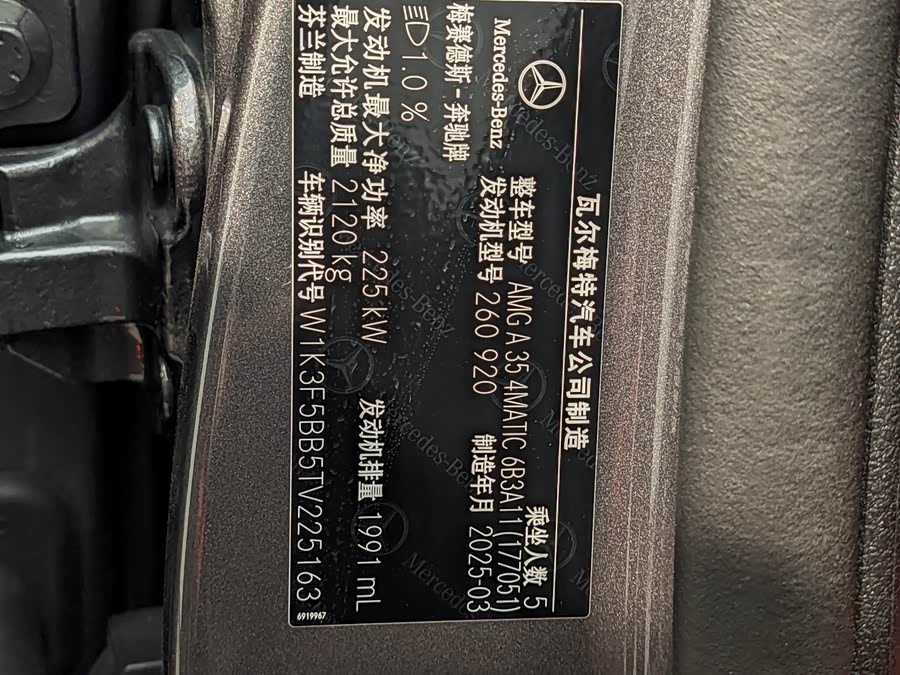 瓦尔梅特汽车公司制造
乘坐人数 5
整车型号 AMG A 35 4MATIC 6B3A11(177051)
Mercedes-Benz
发动机型号 260 920 制造年月 2025-03
梅赛德斯-奔驰牌
1.0 %
发动机最大净功率 225 kW 发动机排量 1991 mL
最大允许总质量 2120 kg
芬兰制造 车辆识别代号 W1K3F5BB5TV225163
6919967